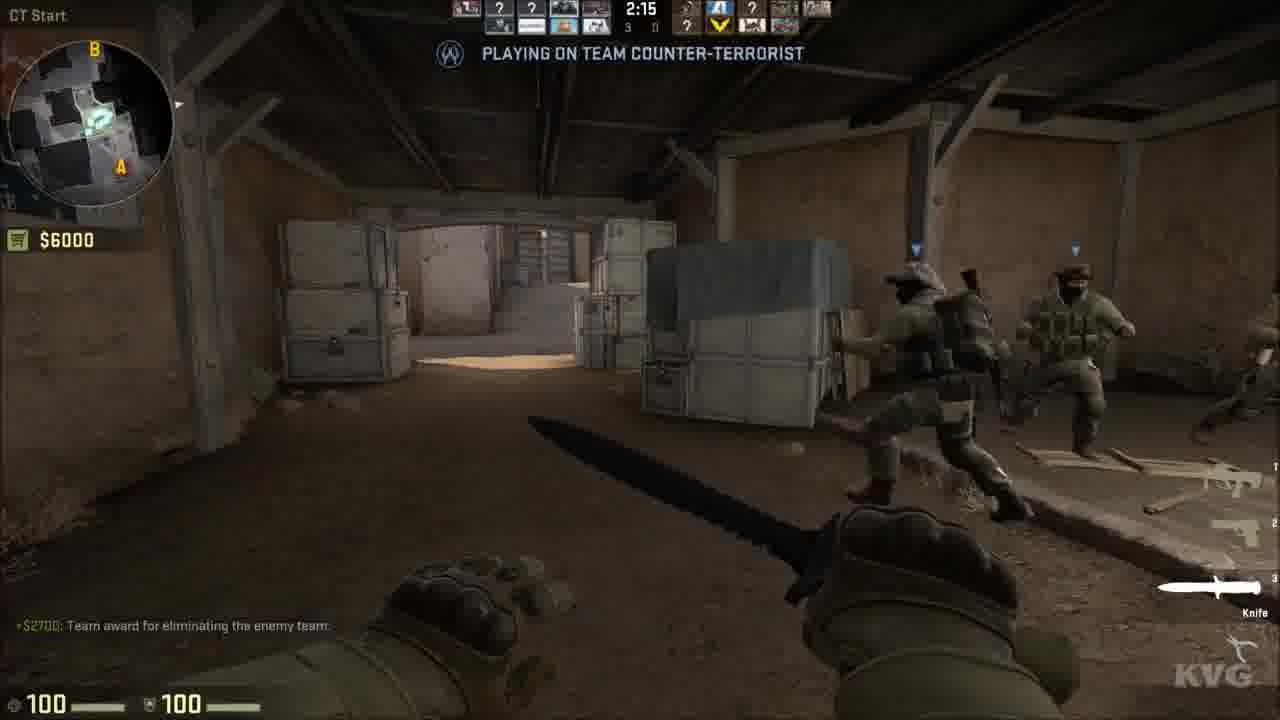 CT Start
2:15
3 0
PLAYING ON TEAM COUNTER-TERRORIST
B
A
$6000
1
2
3
Knife
+$2700: Team award for eliminating the enemy team.
KVG
100
100